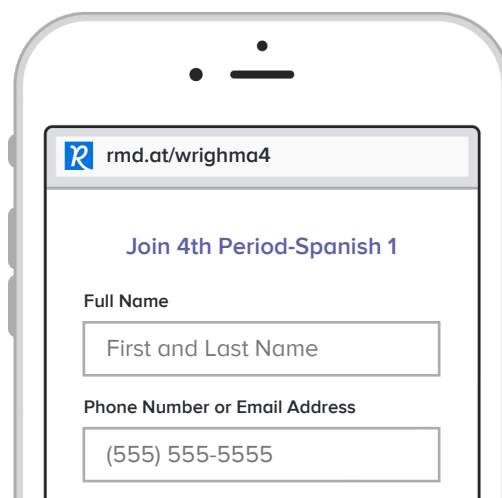 rmd.at/wrighma4
Join 4th Period-Spanish 1
Full Name
First and Last Name
Phone Number or Email Address
(555) 555-5555